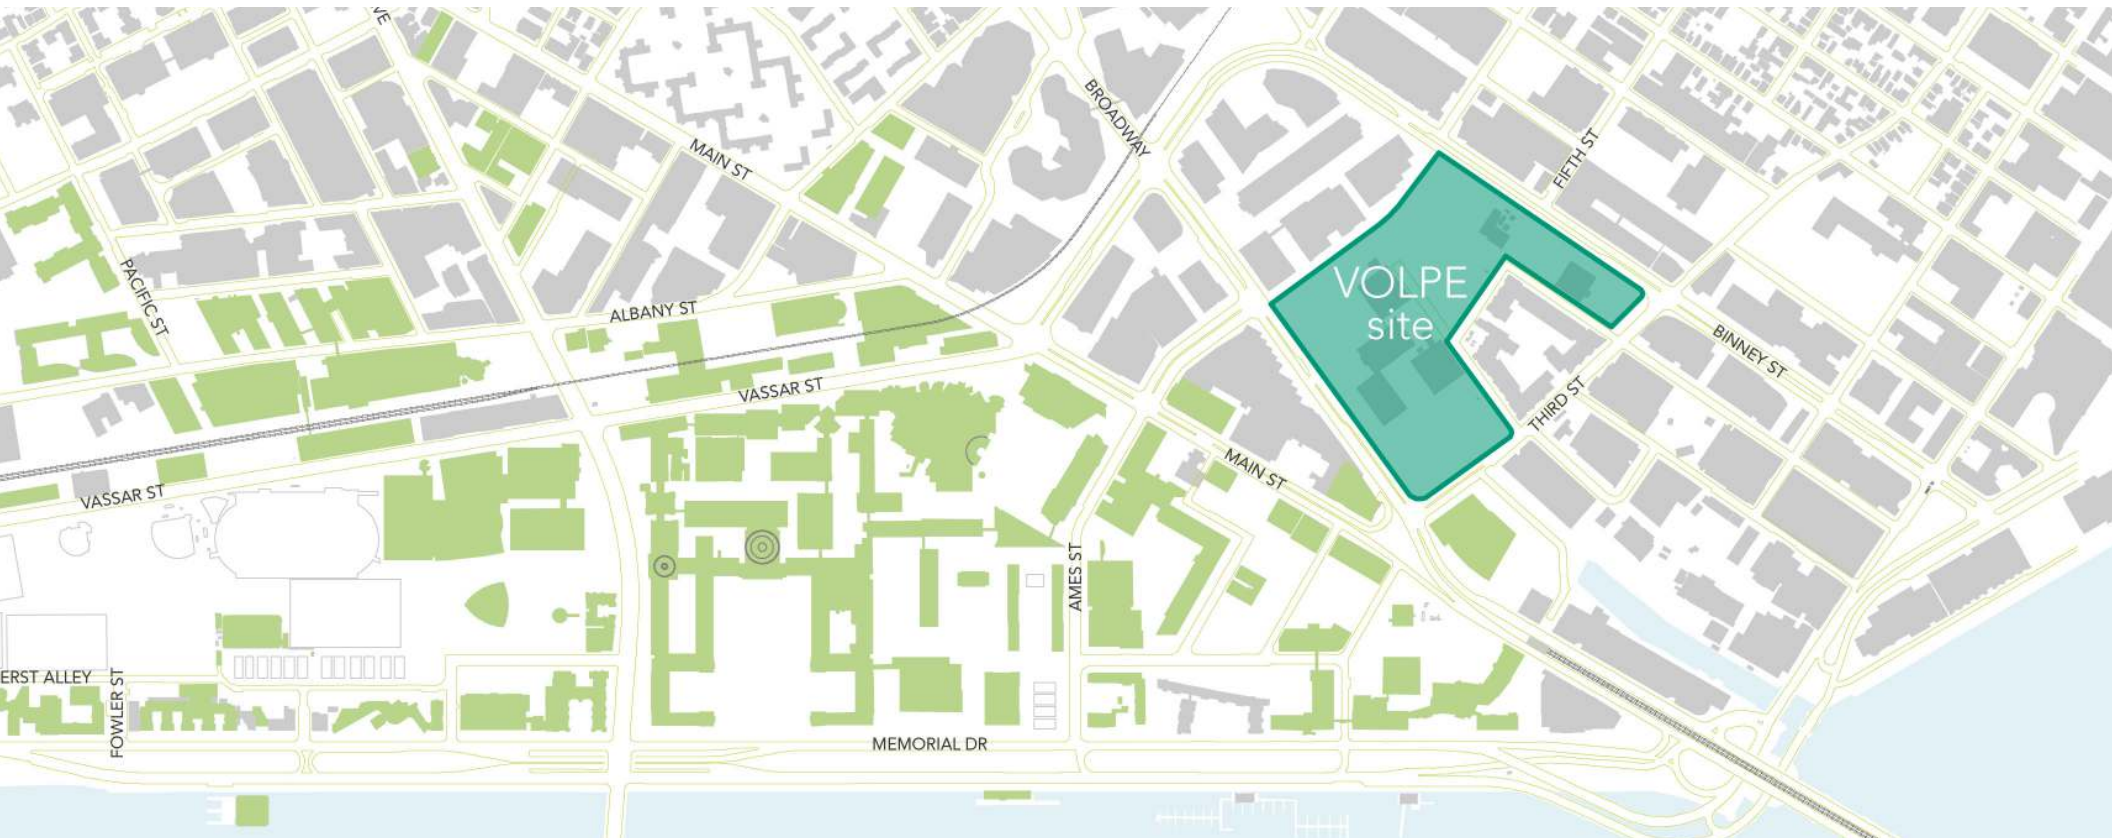 VE
BROADWAY
MAIN ST
FIFTH ST
PACIFIC ST
VOLPE
site
ALBANY ST
BINNEY ST
VASSAR ST
THIRD ST
MAIN ST
VASSAR ST
AMES ST
ERST ALLEY
FOWLER ST
MEMORIAL DR